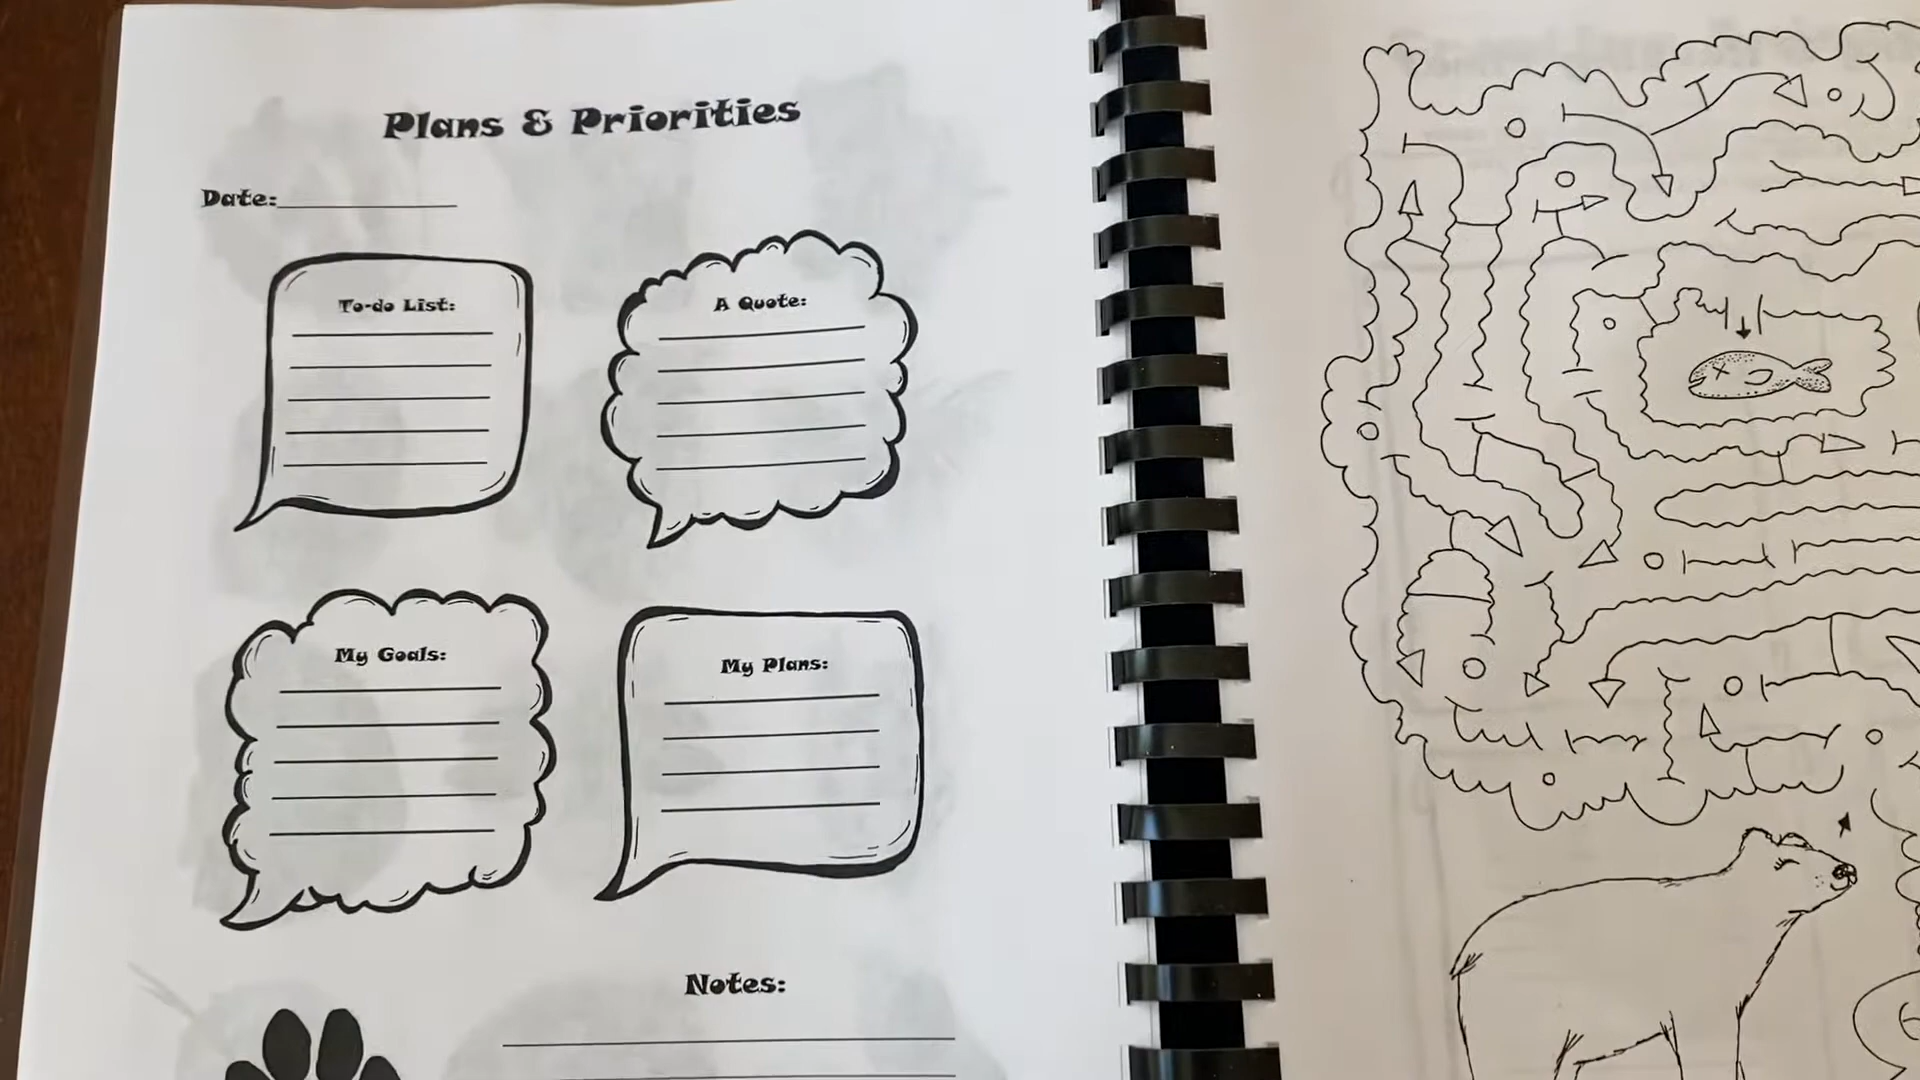 Plans & Priorities
Date:
To-do List:
A Quote:
My Goals:
My Plans:
Notes: